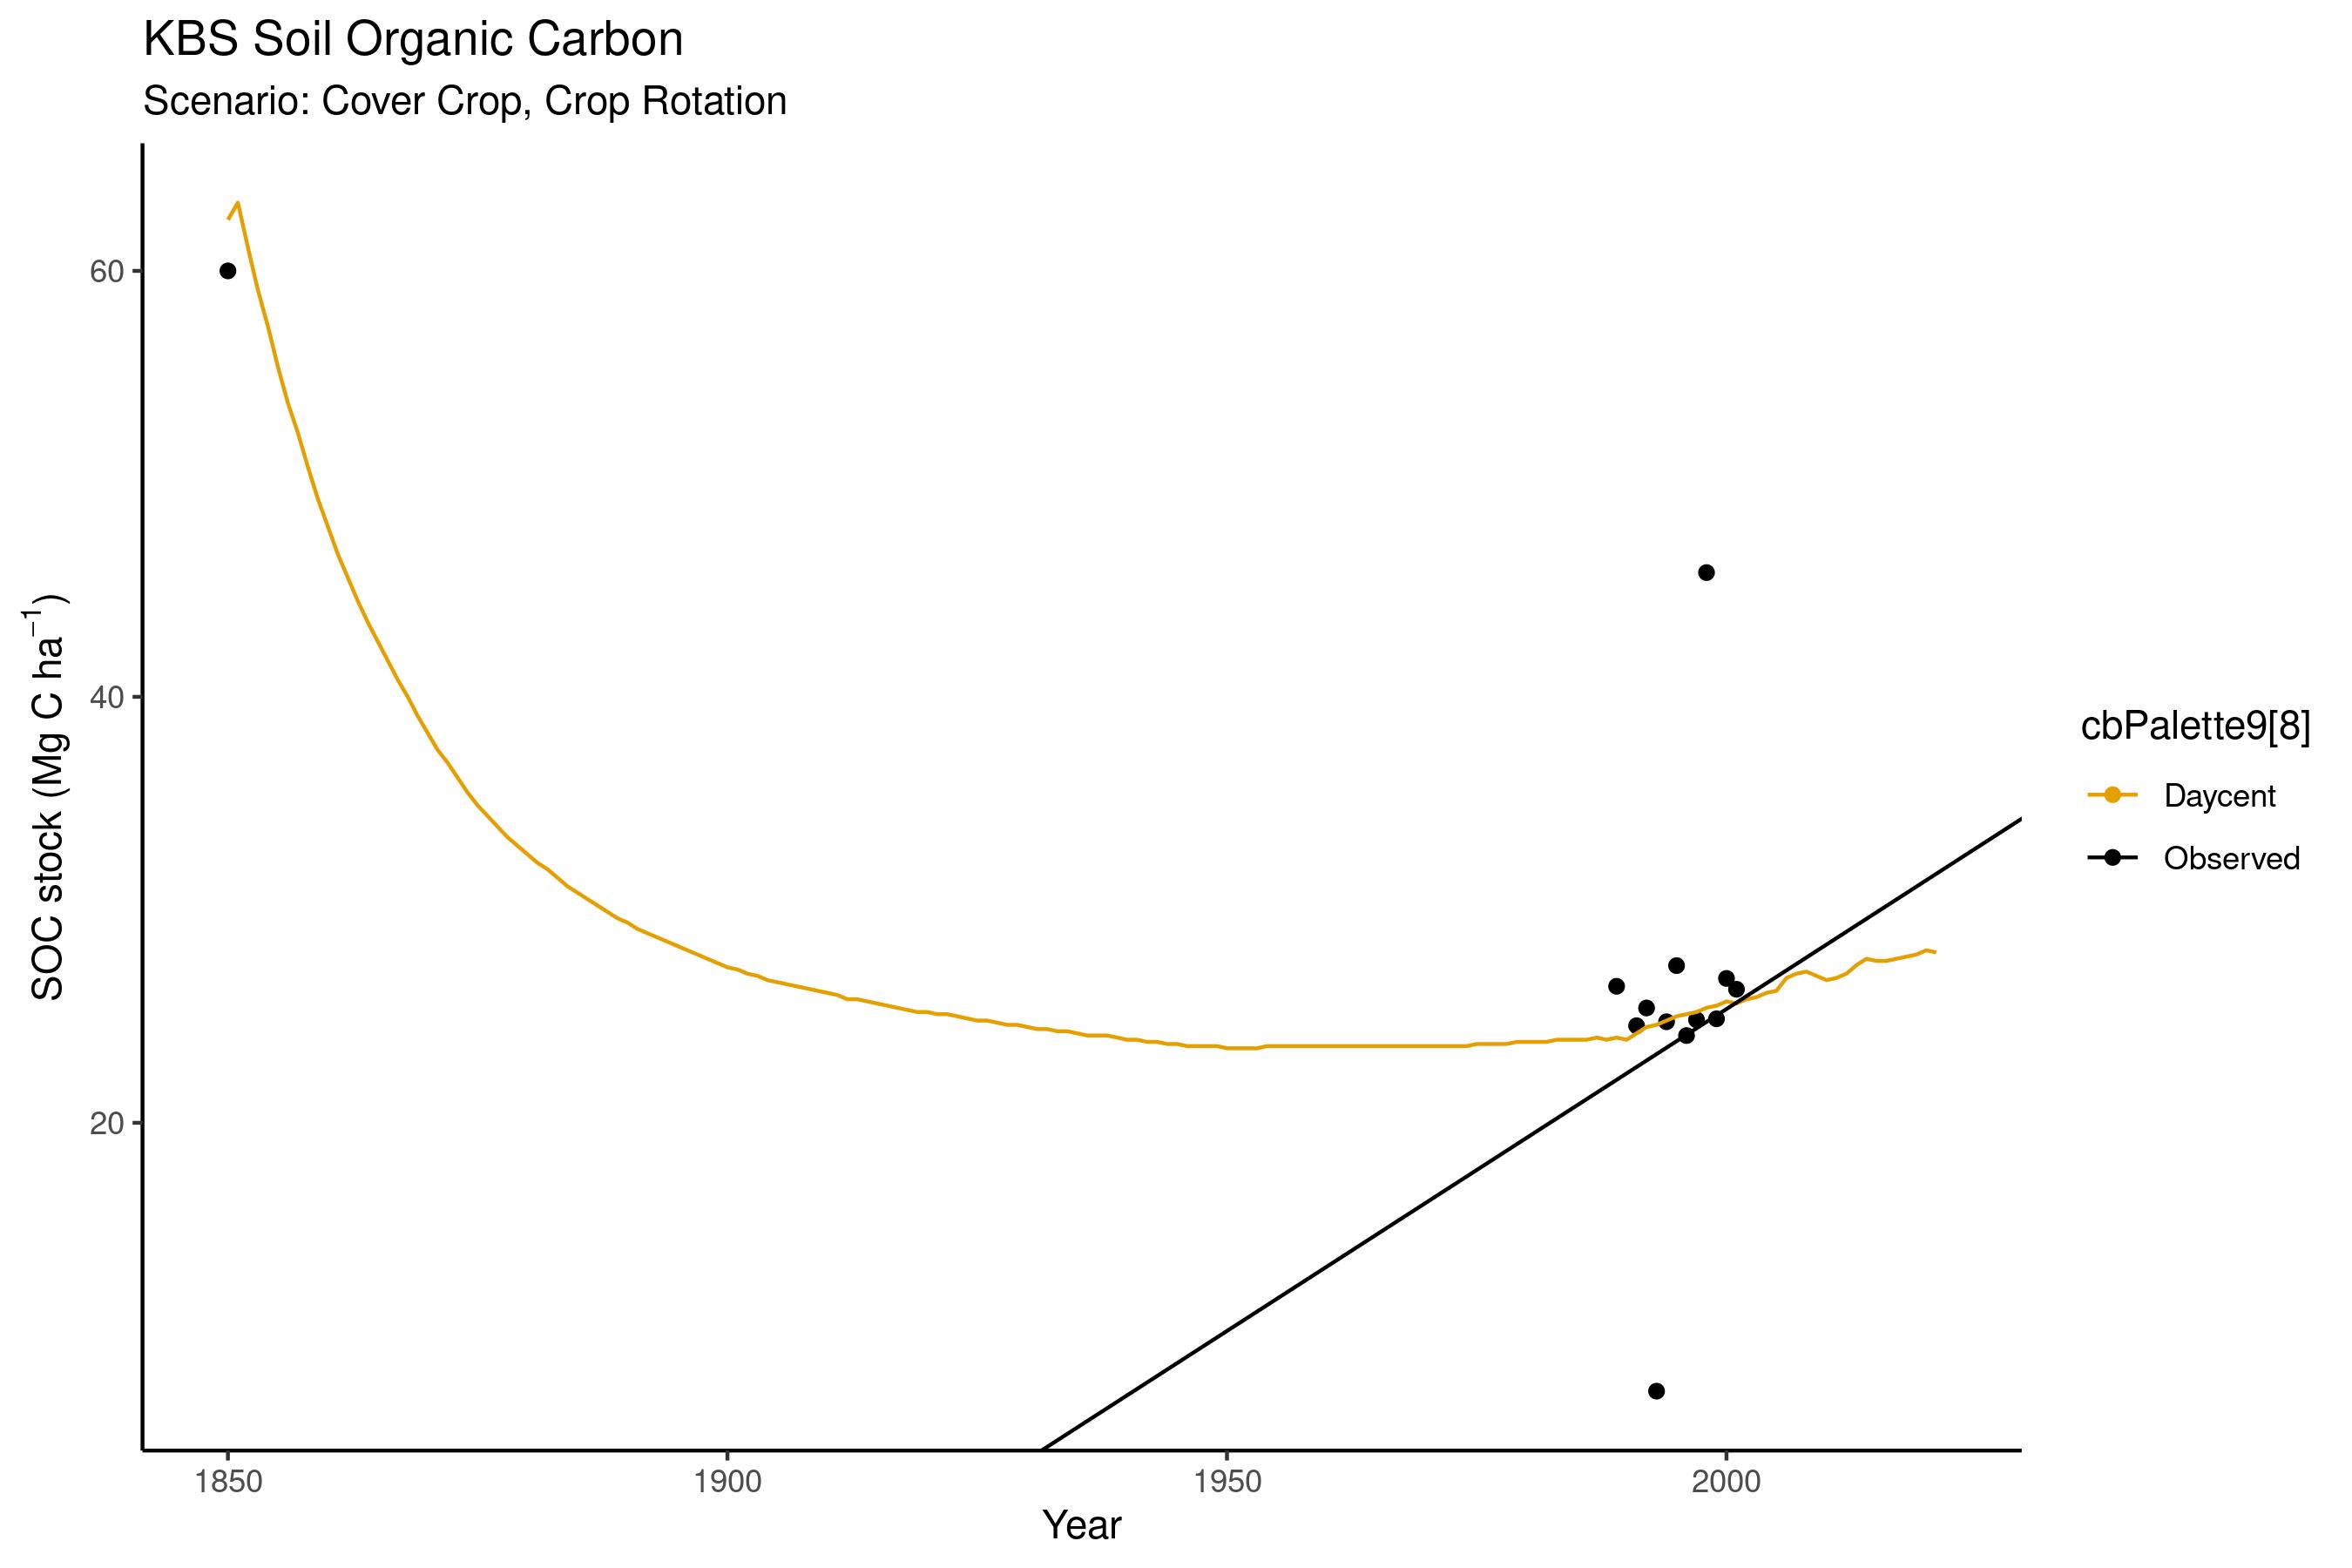 KBS Soil Organic Carbon
Scenario: Cover Crop, Crop Rotation
SOC stock (Mg C ha−1)
60
40
20
1850
1900
1950
2000
Year
cbPalette9[8]
Daycent
Observed